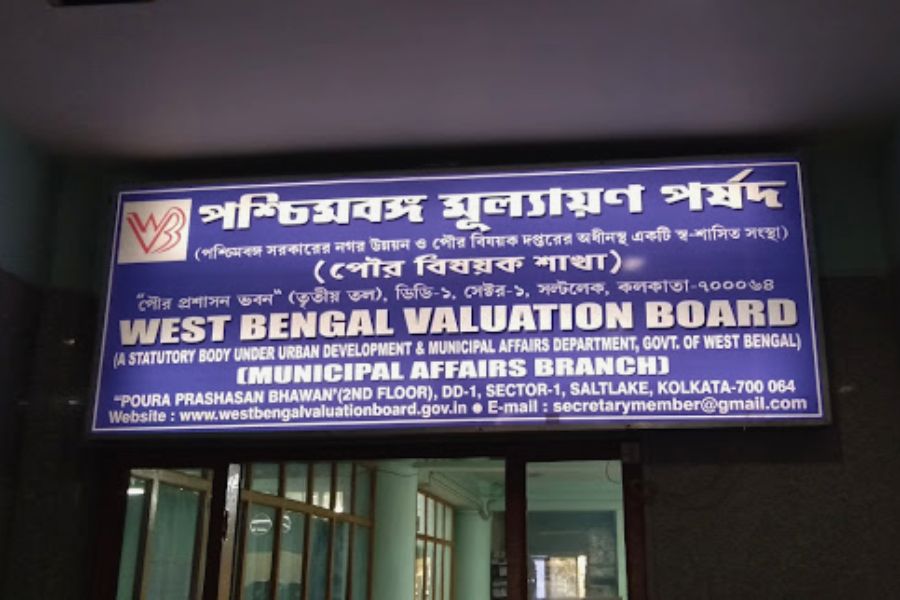 WB
পশ্চিমবঙ্গ মূল্যায়ণ পর্ষদ
(পশ্চিমবঙ্গ সরকারের নগর উন্নয়ন ও পৌর বিষয়ক দপ্তরের অধীনস্থ একটি স্ব-শাসিত সংস্থা)
(পৌর বিষয়ক শাখা)
"পৌর প্রশাসন ভবন" (তৃতীয় তল), ডিডি-১, সেক্টর-১, সল্টলেক, কলকাতা-৭০০০৬৪
WEST BENGAL VALUATION BOARD
(A STATUTORY BODY UNDER URBAN DEVELOPMENT & MUNICIPAL AFFAIRS DEPARTMENT, GOVT. OF WEST BENGAL)
(MUNICIPAL AFFAIRS BRANCH)
"POURA PRASHASAN BHAWAN"(2ND FLOOR), DD-1, SECTOR-1, SALTLAKE, KOLKATA-700 064
Website : www.westbengalvaluationboard.gov.in ● E-mail : secretarymember@gmail.com